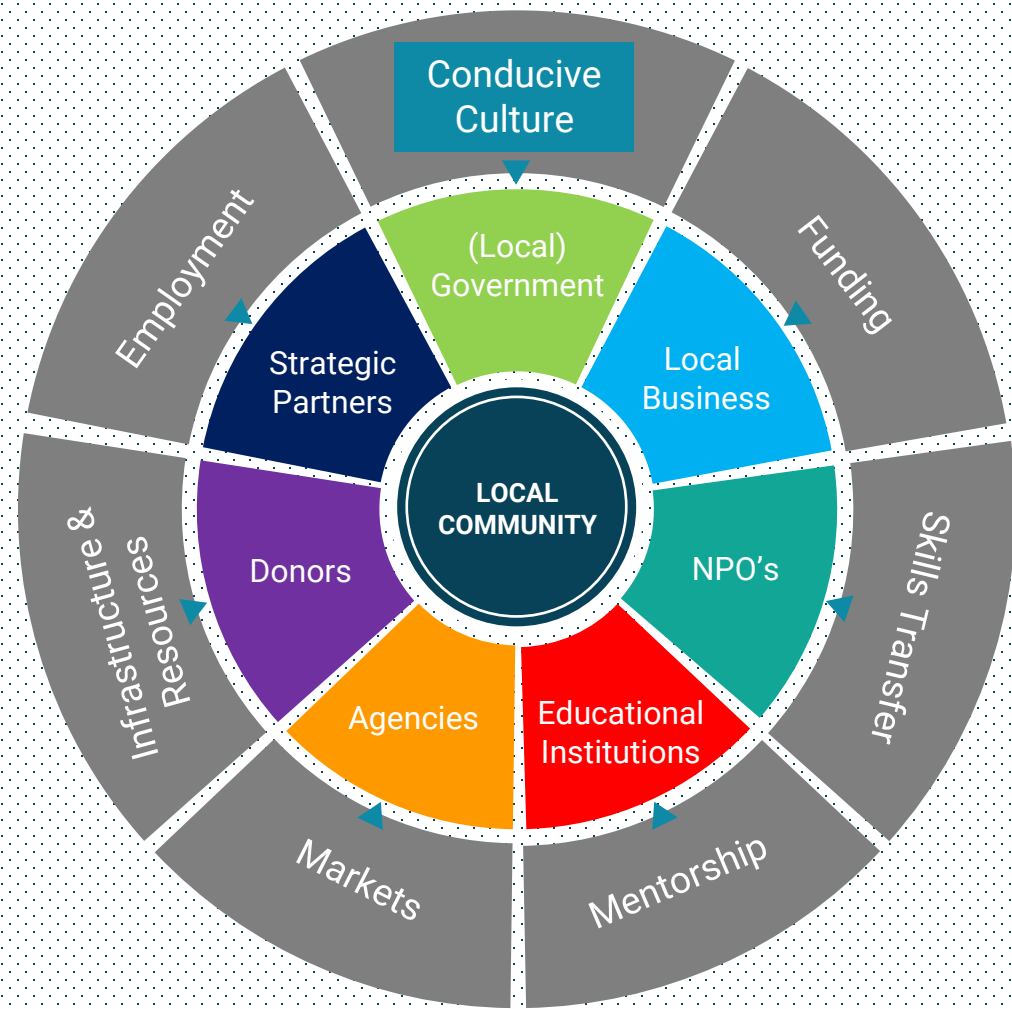 Conducive
Culture
Funding
Skills Transfer
Mentorship
Markets
Infrastructure &
Resources
Employment
(Local)
Government
Local
Business
NPO’s
Educational
Institutions
Agencies
Donors
Strategic
Partners
LOCAL
COMMUNITY